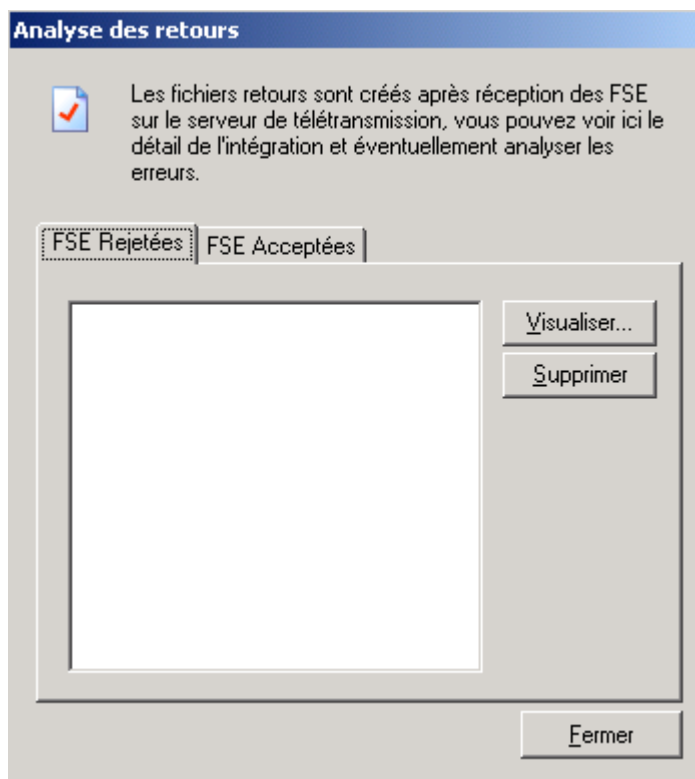 Analyse des retours
Les fichiers retours sont créés après réception des FSE
sur le serveur de télétransmission, vous pouvez voir ici le
détail de l'intégration et éventuellement analyser les
erreurs.
FSE Rejetées
FSE Acceptées
Visualiser...
Supprimer
Fermer